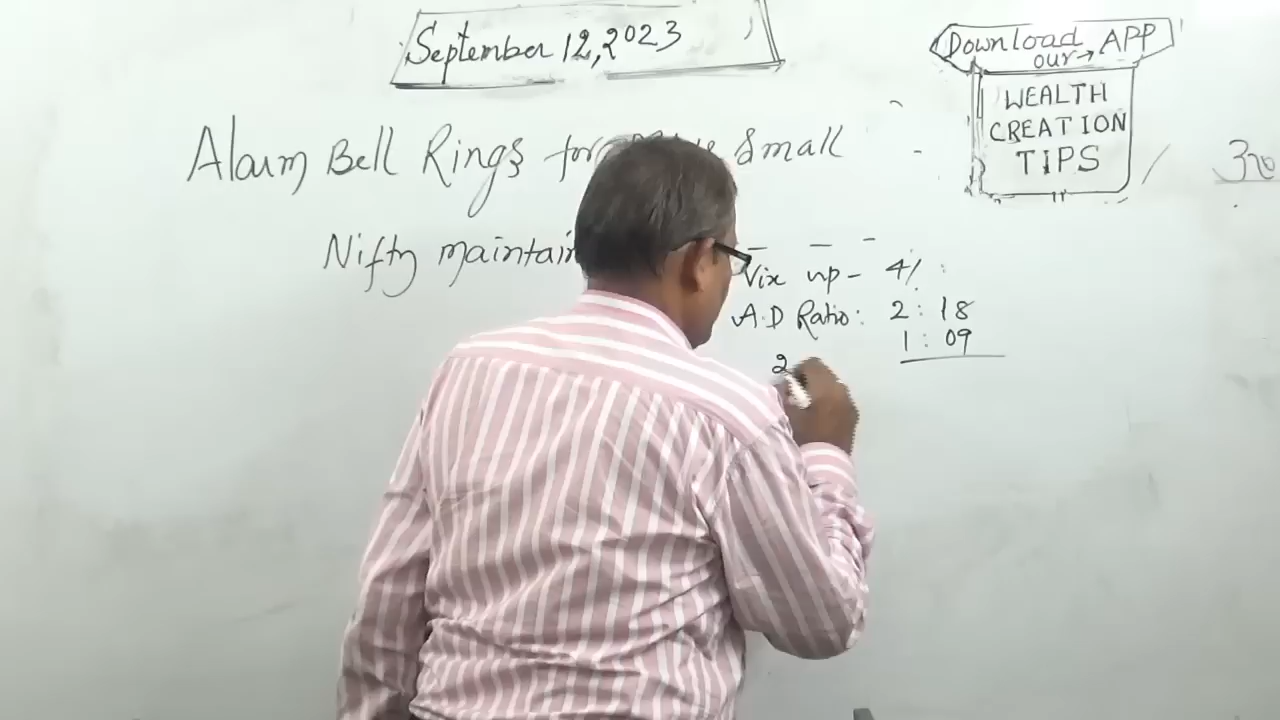 September 12, 2023
Download our → APP
WEALTH
CREATION
TIPS
Alarm Bell Rings for Small
Nifty maintain
Vix up - 4%
A.D Ratio: 2 : 18
1 : 09
2